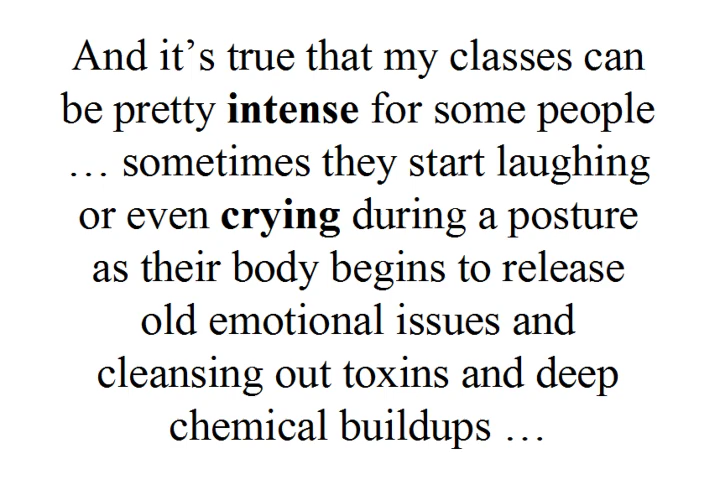 And it’s true that my classes can
be pretty intense for some people
… sometimes they start laughing
or even crying during a posture
as their body begins to release
old emotional issues and
cleansing out toxins and deep
chemical buildups …